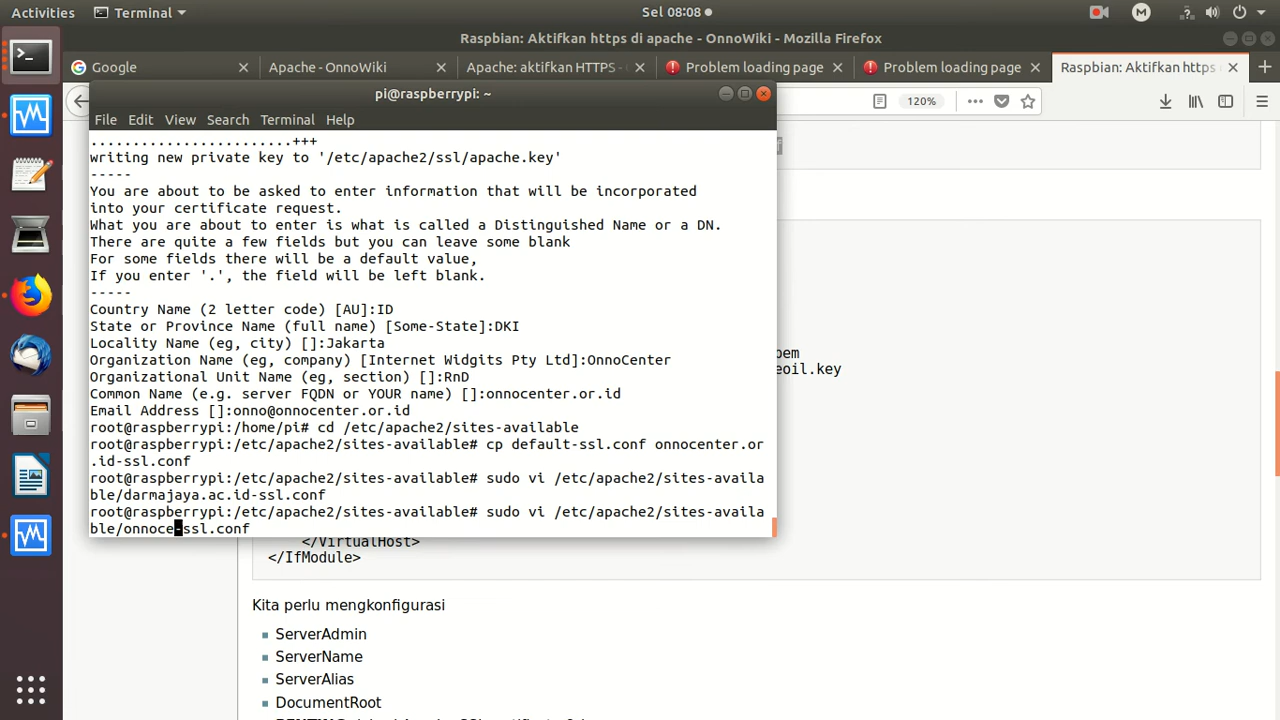 Activities Terminal Sel 08:08 M ?
Raspbian: Aktifkan https di apache - OnnoWiki - Mozilla Firefox
Google Apache - OnnoWiki Apache: aktifkan HTTPS - Problem loading page Problem loading page Raspbian: Aktifkan https
pi@raspberrypi: ~
120%
File Edit View Search Terminal Help
........................+++
writing new private key to '/etc/apache2/ssl/apache.key'
-----
You are about to be asked to enter information that will be incorporated
into your certificate request.
What you are about to enter is what is called a Distinguished Name or a DN.
There are quite a few fields but you can leave some blank
For some fields there will be a default value,
If you enter '.', the field will be left blank.
-----
Country Name (2 letter code) [AU]:ID
State or Province Name (full name) [Some-State]:DKI
Locality Name (eg, city) []:Jakarta
Organization Name (eg, company) [Internet Widgits Pty Ltd]:OnnoCenter
Organizational Unit Name (eg, section) []:RnD
Common Name (e.g. server FQDN or YOUR name) []:onnocenter.or.id
Email Address []:onno@onnocenter.or.id
root@raspberrypi:/home/pi# cd /etc/apache2/sites-available
root@raspberrypi:/etc/apache2/sites-available# cp default-ssl.conf onnocenter.or
.id-ssl.conf
root@raspberrypi:/etc/apache2/sites-available# sudo vi /etc/apache2/sites-availa
ble/darmajaya.ac.id-ssl.conf
root@raspberrypi:/etc/apache2/sites-available# sudo vi /etc/apache2/sites-availa
ble/onnoce-ssl.conf
pem
eoil.key
</VirtualHost>
</IfModule>
Kita perlu mengkonfigurasi
ServerAdmin
ServerName
ServerAlias
DocumentRoot